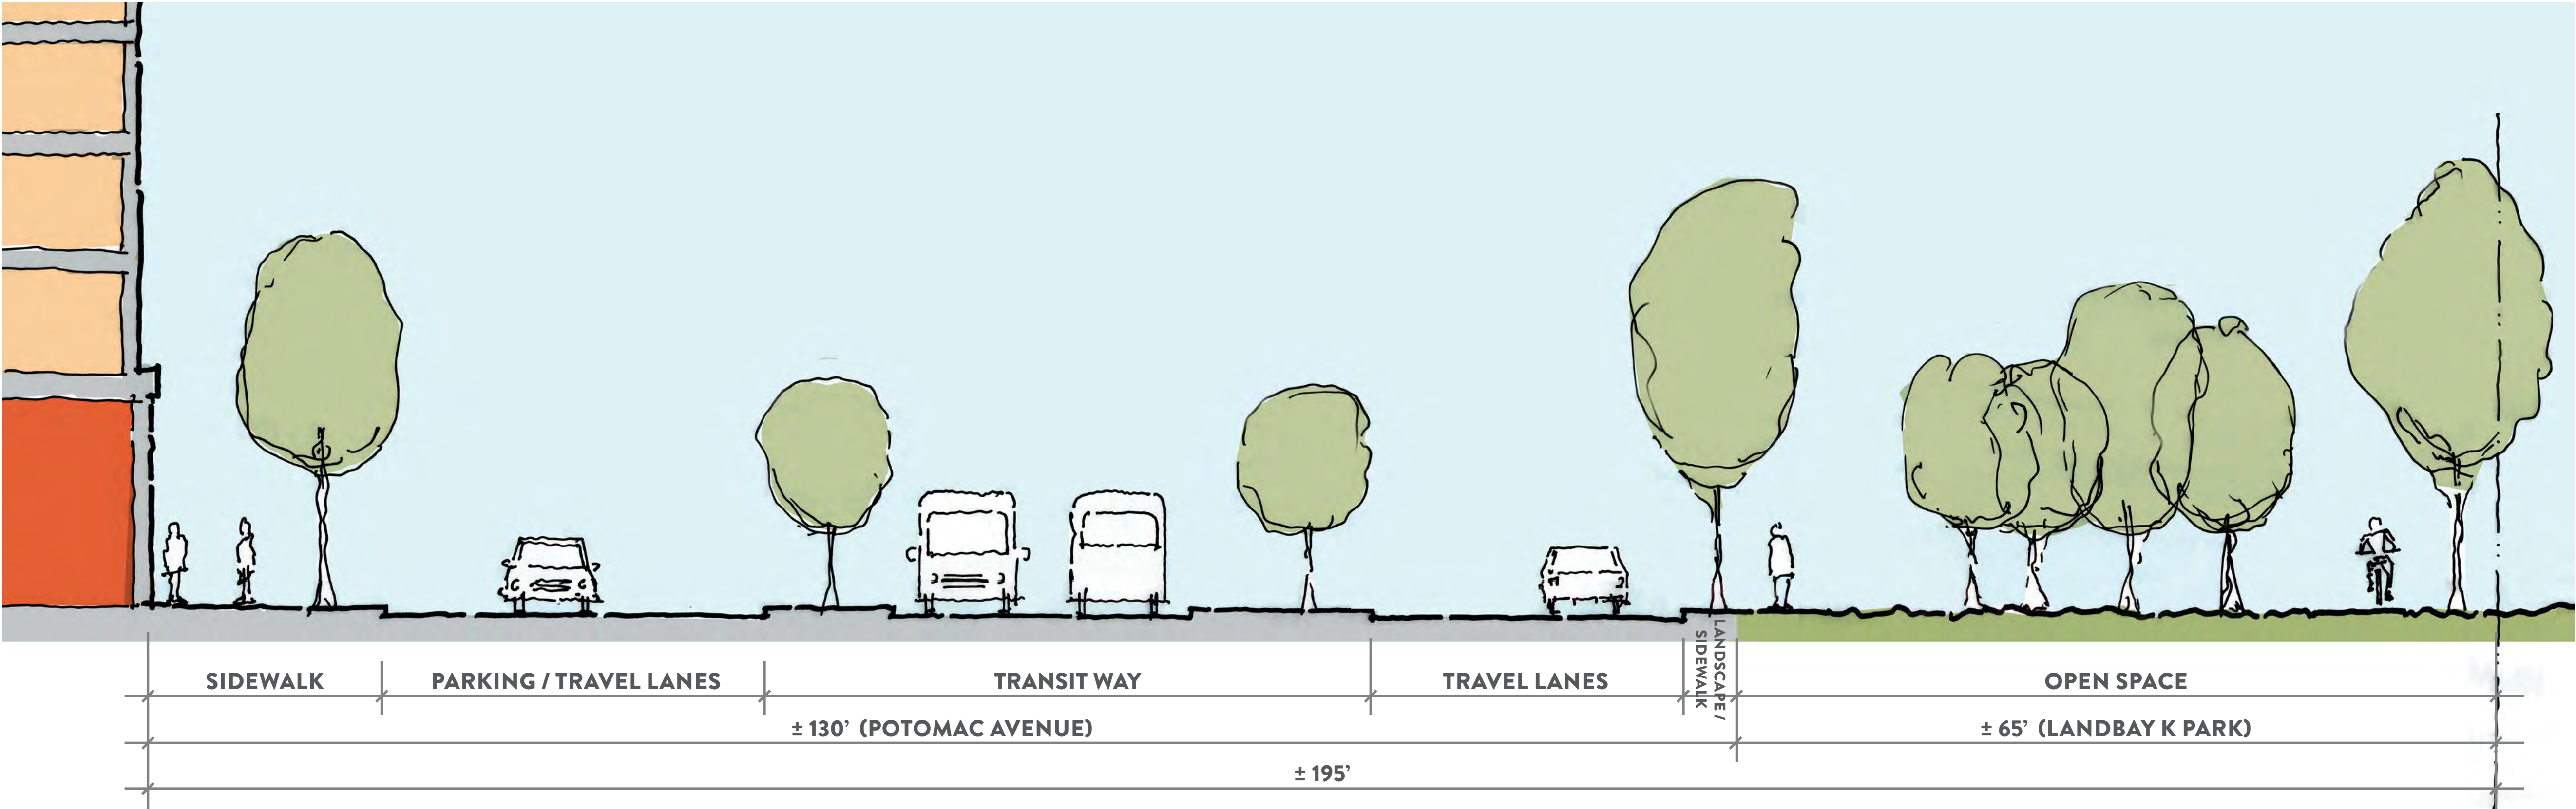 SIDEWALK
PARKING / TRAVEL LANES
TRANSIT WAY
TRAVEL LANES
LANDSCAPE /
SIDEWALK
OPEN SPACE
± 130’ (POTOMAC AVENUE)
± 65’ (LANDBAY K PARK)
± 195’